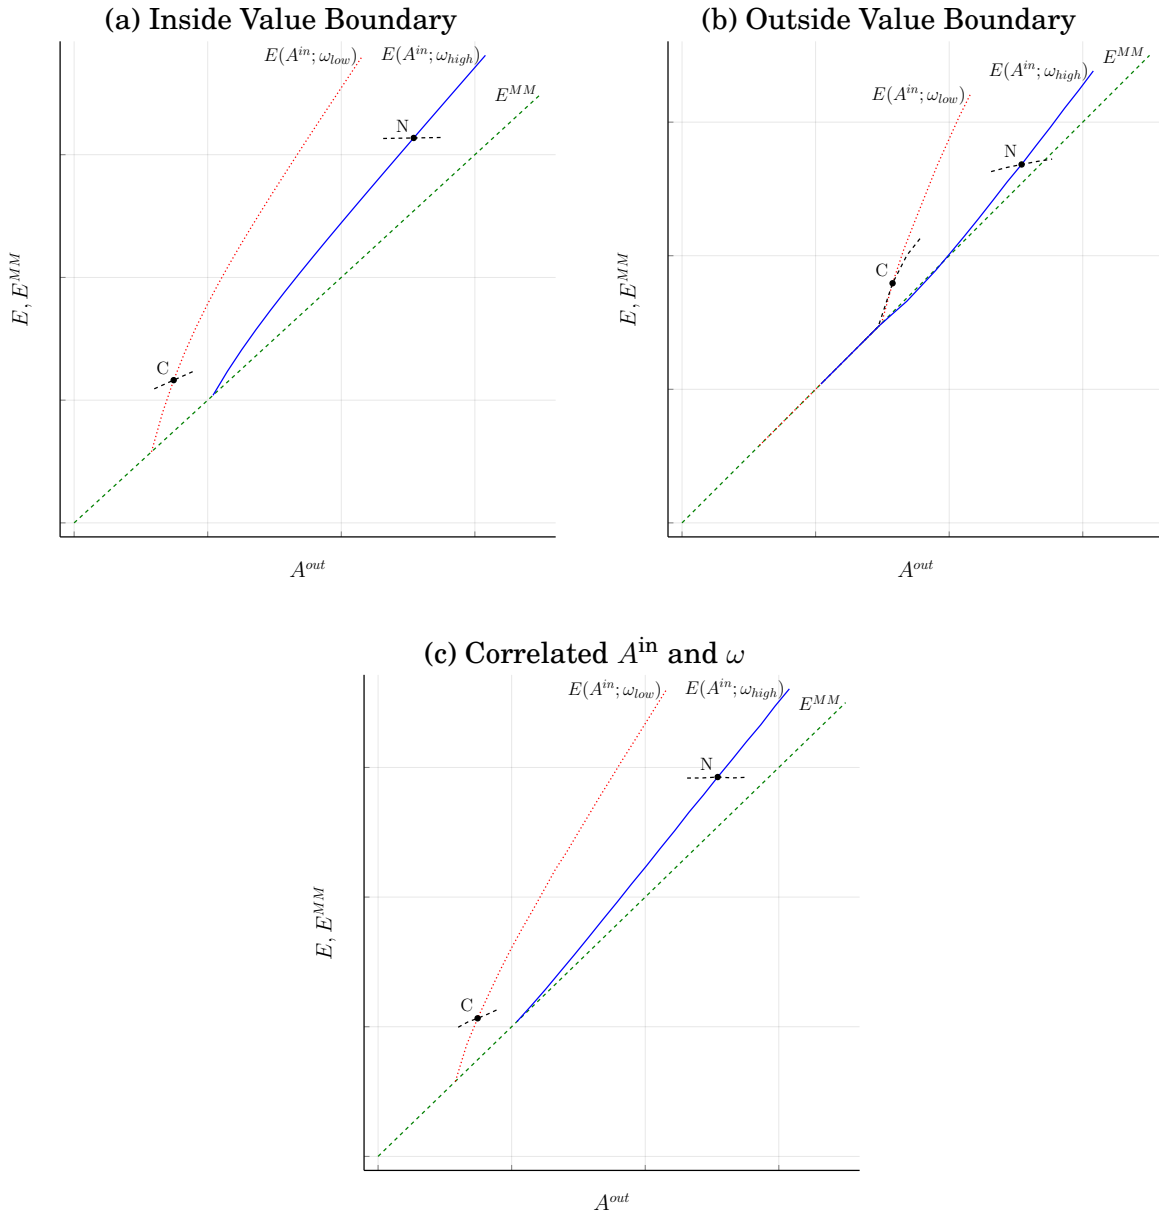 (a) Inside Value Boundary
E(A^{in}; ω_{low})
E(A^{in}; ω_{high})
E^{MM}
N
C
E, E^{MM}
A^{out}
(b) Outside Value Boundary
E^{MM}
E(A^{in}; ω_{high})
E(A^{in}; ω_{low})
N
C
E, E^{MM}
A^{out}
(c) Correlated A^{in} and ω
E(A^{in}; ω_{low})
E(A^{in}; ω_{high})
E^{MM}
N
C
E, E^{MM}
A^{out}